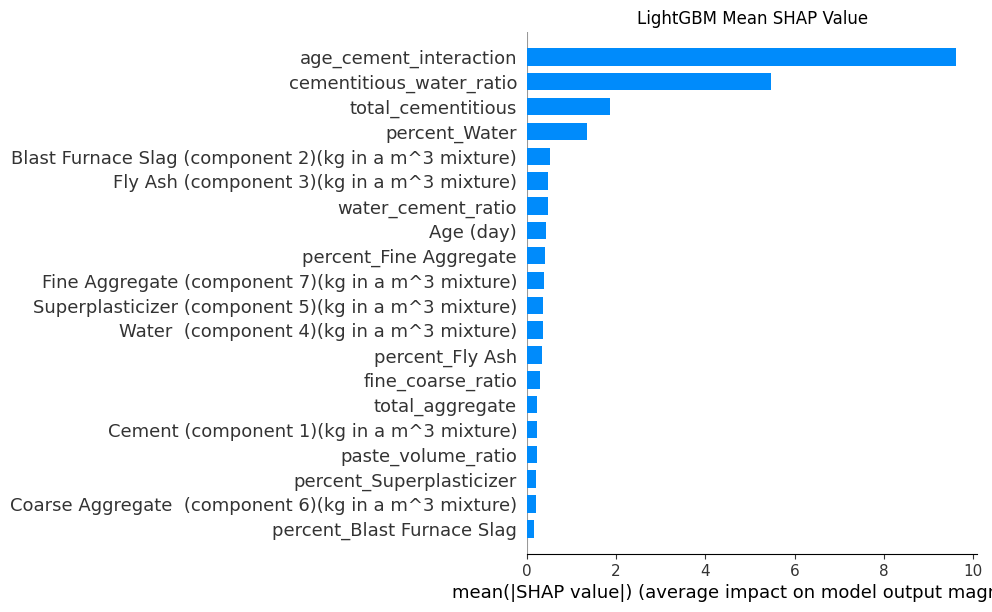 LightGBM Mean SHAP Value
age_cement_interaction
cementitious_water_ratio
total_cementitious
percent_Water
Blast Furnace Slag (component 2)(kg in a m^3 mixture)
Fly Ash (component 3)(kg in a m^3 mixture)
water_cement_ratio
Age (day)
percent_Fine Aggregate
Fine Aggregate (component 7)(kg in a m^3 mixture)
Superplasticizer (component 5)(kg in a m^3 mixture)
Water  (component 4)(kg in a m^3 mixture)
percent_Fly Ash
fine_coarse_ratio
total_aggregate
Cement (component 1)(kg in a m^3 mixture)
paste_volume_ratio
percent_Superplasticizer
Coarse Aggregate  (component 6)(kg in a m^3 mixture)
percent_Blast Furnace Slag
0 2 4 6 8 10
mean(|SHAP value|) (average impact on model output magn